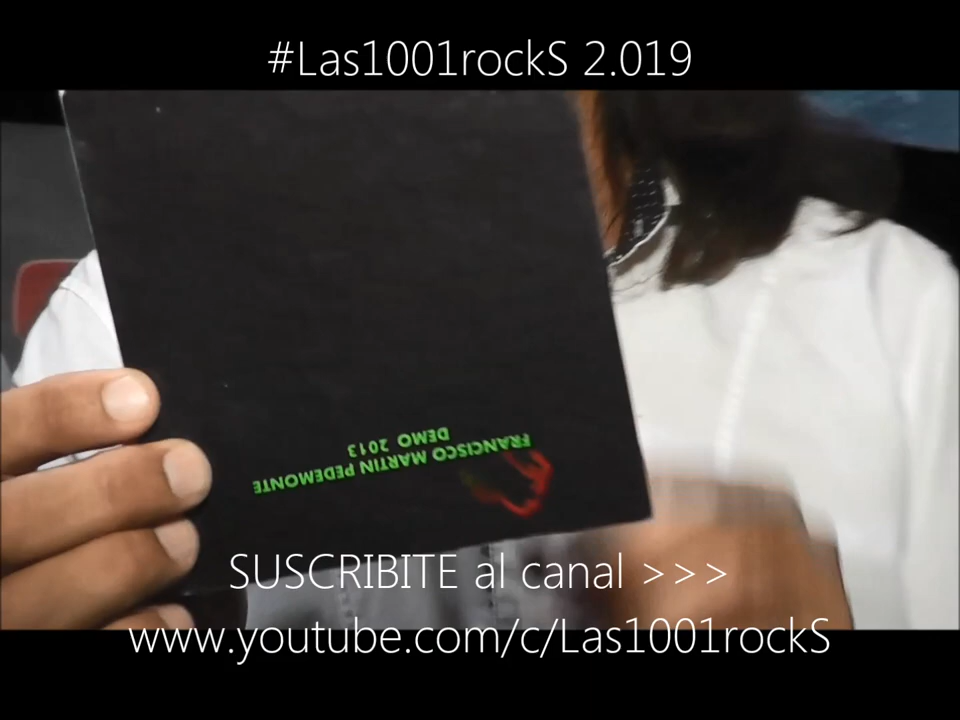 #Las1001rockS 2.019
FRANCISCO MARTIN PEDEMONTE
DEMO 2013
SUSCRIBITE al canal >>>
www.youtube.com/c/Las1001rockS